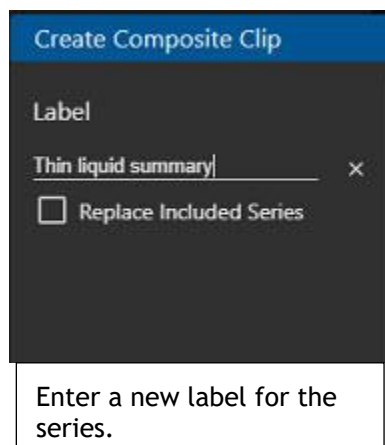 Create Composite Clip
Label
Thin liquid summary
Replace Included Series
Enter a new label for the
series.